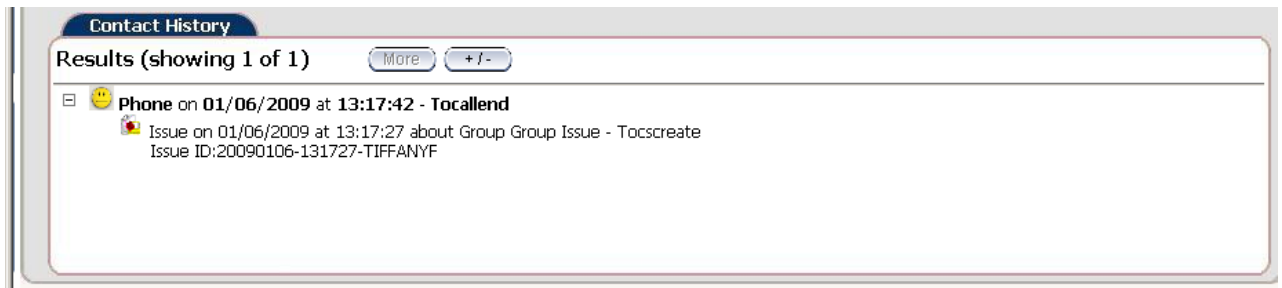 Contact History
Results (showing 1 of 1) More + / -
Phone on 01/06/2009 at 13:17:42 - Tocallend
Issue on 01/06/2009 at 13:17:27 about Group Group Issue - Tocscreate
Issue ID:20090106-131727-TIFFANYF